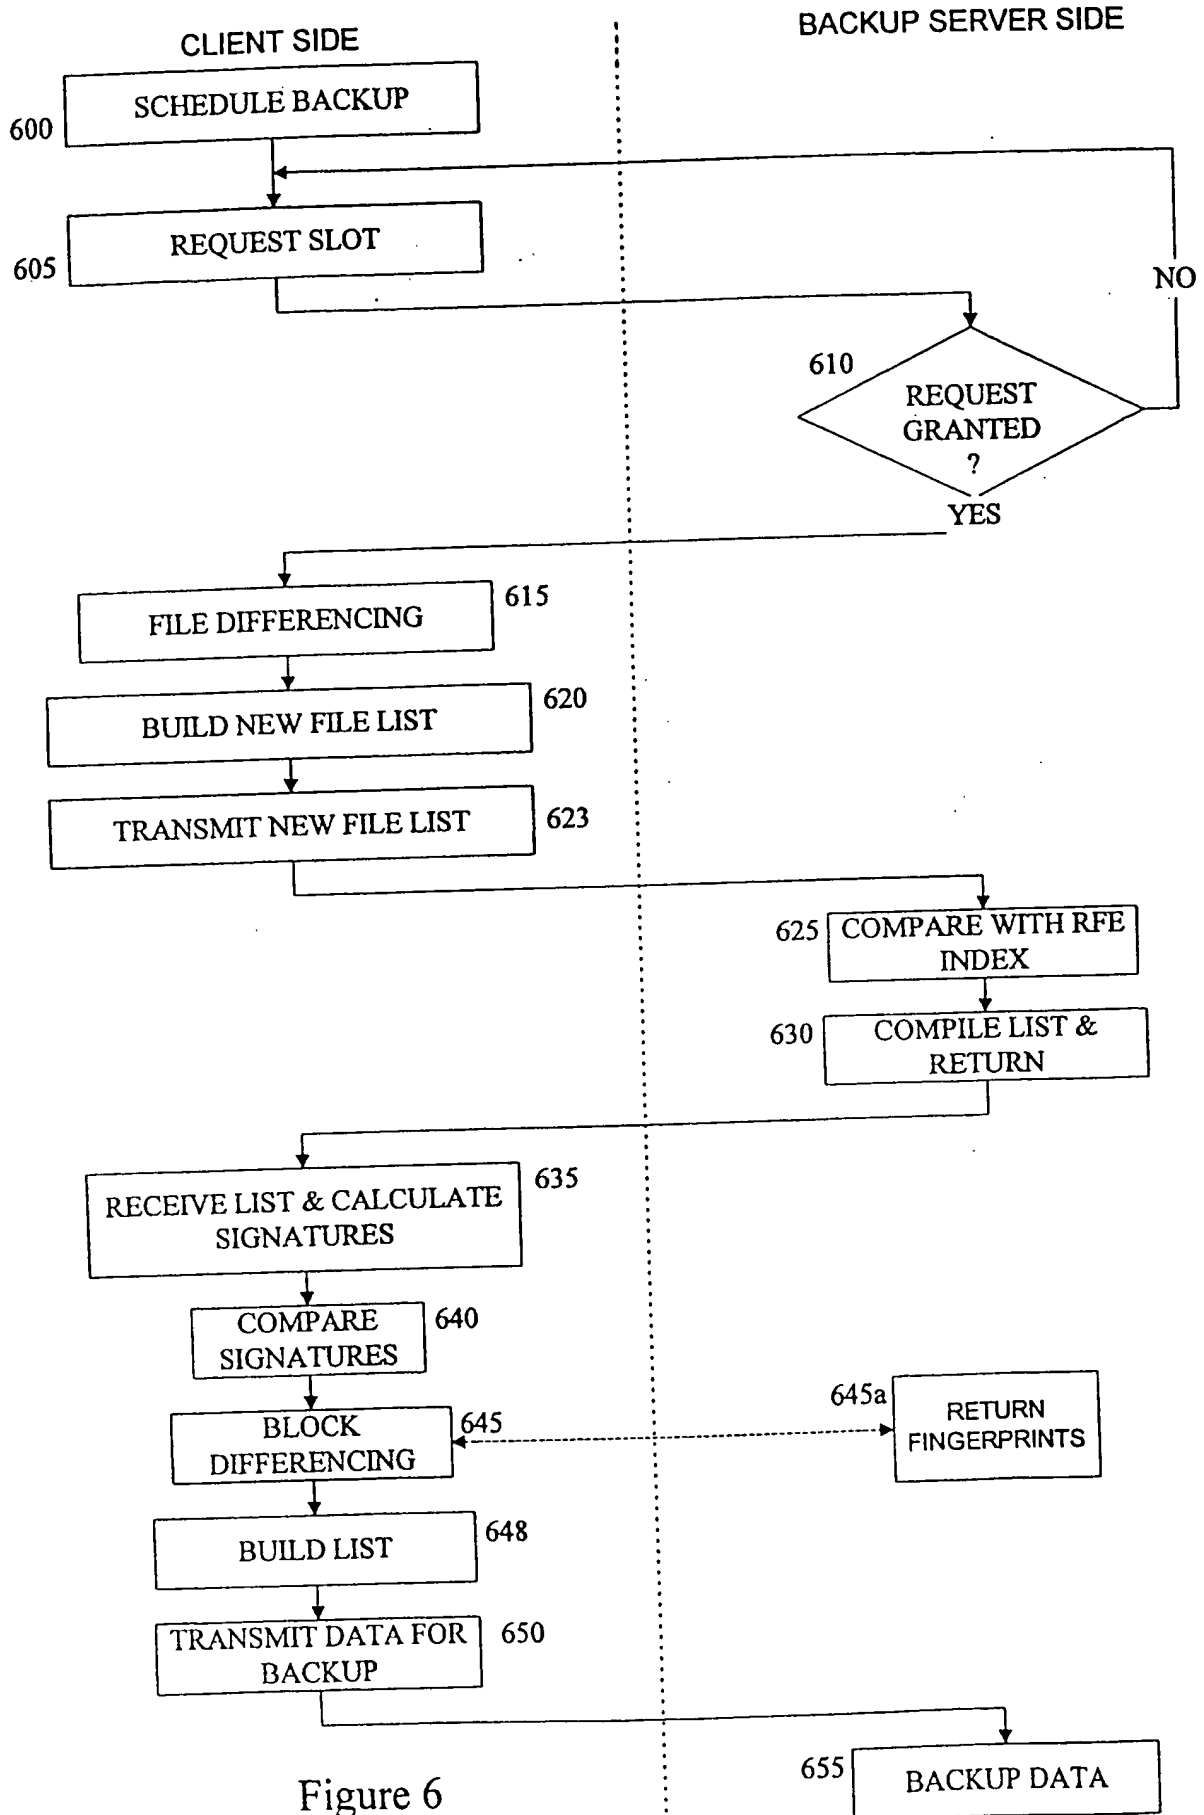 CLIENT SIDE
BACKUP SERVER SIDE
SCHEDULE BACKUP
600
REQUEST SLOT
605
NO
610
REQUEST
GRANTED
?
YES
FILE DIFFERENCING
615
BUILD NEW FILE LIST
620
TRANSMIT NEW FILE LIST
623
625
COMPARE WITH RFE
INDEX
630
COMPILE LIST &
RETURN
RECEIVE LIST & CALCULATE
SIGNATURES
635
COMPARE
SIGNATURES
640
BLOCK
DIFFERENCING
645
645a
RETURN
FINGERPRINTS
BUILD LIST
648
TRANSMIT DATA FOR
BACKUP
650
655
BACKUP DATA
Figure 6